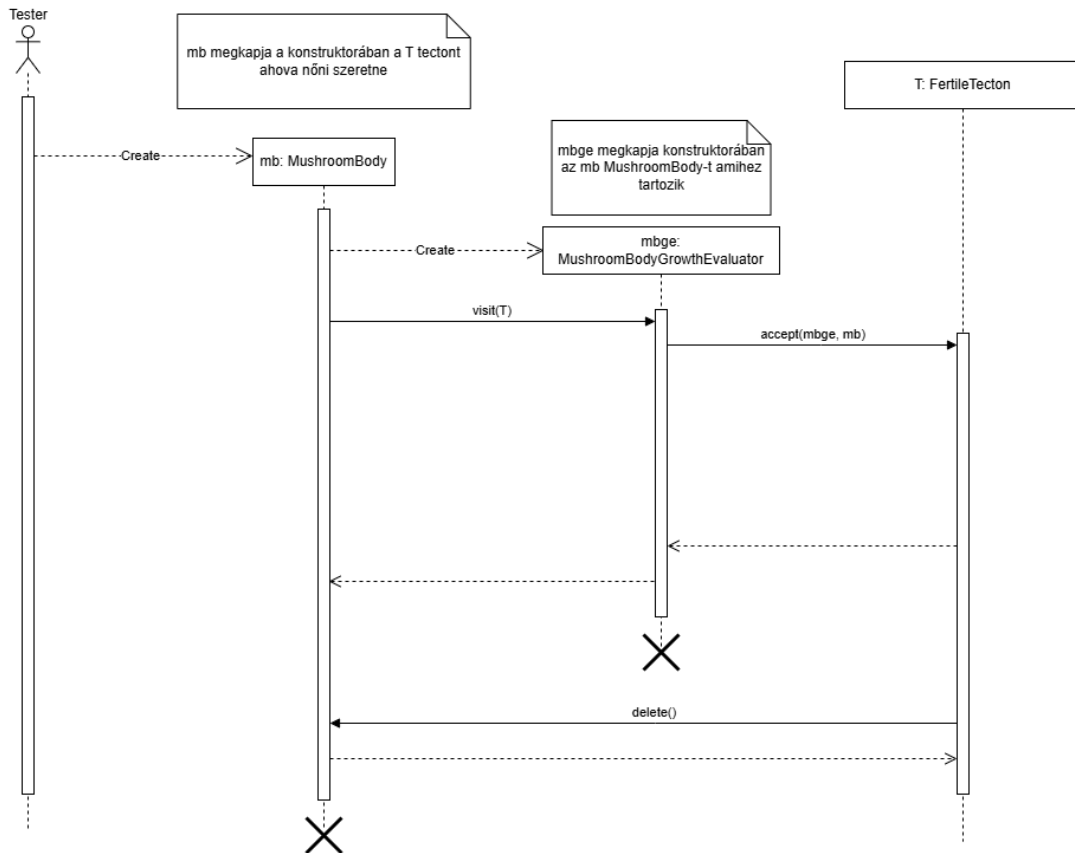 Tester
mb megkapja a konstruktorában a T tectont
ahova nőni szeretne
T: FertileTecton
Create
mb: MushroomBody
mbge megkapja konstruktorában
az mb MushroomBody-t amihez
tartozik
Create
mbge:
MushroomBodyGrowthEvaluator
visit(T)
accept(mbge, mb)
delete()